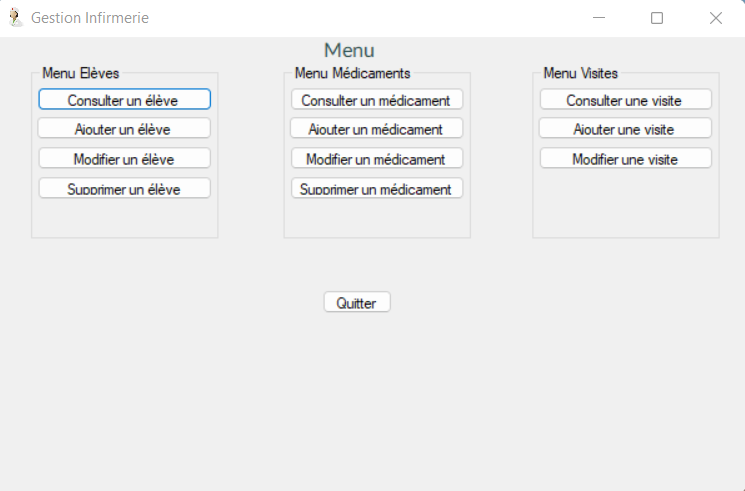 Gestion Infirmerie
Menu
Menu Elèves
Consulter un élève
Ajouter un élève
Modifier un élève
Supprimer un élève
Menu Médicaments
Consulter un médicament
Ajouter un médicament
Modifier un médicament
Supprimer un médicament
Menu Visites
Consulter une visite
Ajouter une visite
Modifier une visite
Quitter